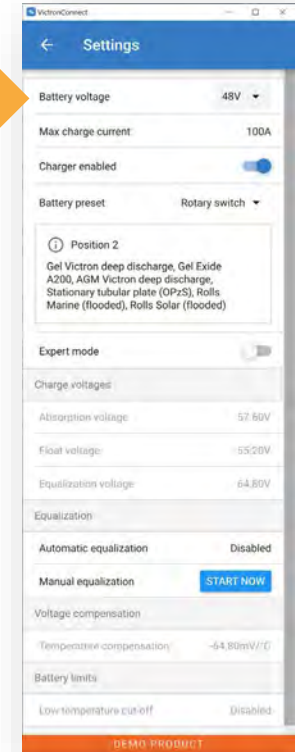 VictronConnect
Settings
Battery voltage 48V
Max charge current 100A
Charger enabled
Battery preset Rotary switch
Position 2
Gel Victron deep discharge, Gel Exide
A200, AGM Victron deep discharge,
Stationary tubular plate (OPzS), Rolls
Marine (flooded), Rolls Solar (flooded)
Expert mode
Charge voltages
Absorption voltage 57.60V
Float voltage 55.20V
Equalization voltage 64.80V
Equalization
Automatic equalization Disabled
Manual equalization START NOW
Voltage compensation
Temperature compensation -64.80mV/°C
Battery limits
Low temperature cut-off Disabled
DEMO PRODUCT